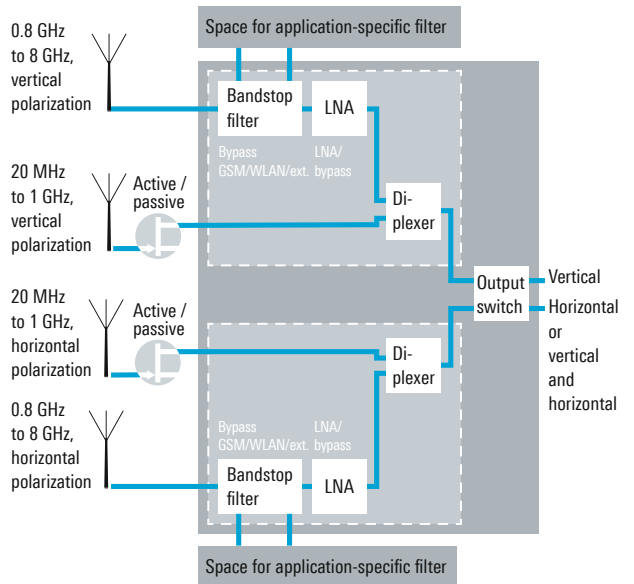 Space for application-specific filter
0.8 GHz
to 8 GHz,
vertical
polarization
Bandstop
filter
LNA
Bypass
GSM/WLAN/ext.
LNA/
bypass
20 MHz
to 1 GHz,
vertical
polarization
Active /
passive
Di-
plexer
Output
switch
Vertical
Horizontal
or
vertical
and
horizontal
20 MHz
to 1 GHz,
horizontal
polarization
Active /
passive
Di-
plexer
0.8 GHz
to 8 GHz,
horizontal
polarization
Bypass
GSM/WLAN/ext.
LNA/
bypass
Bandstop
filter
LNA
Space for application-specific filter